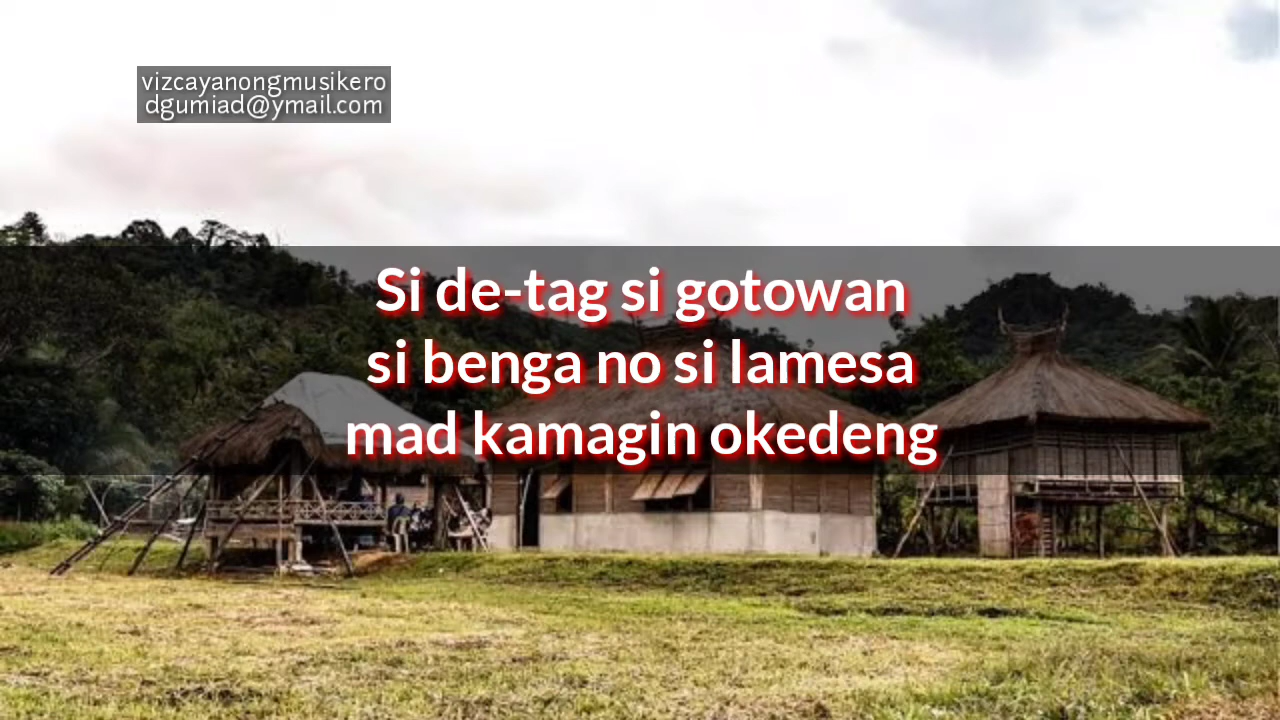 vizcayanongmusikero
dgumiad@ymail.com
Si de-tag si gotowan
si benga no si lamesa
mad kamagin okedeng